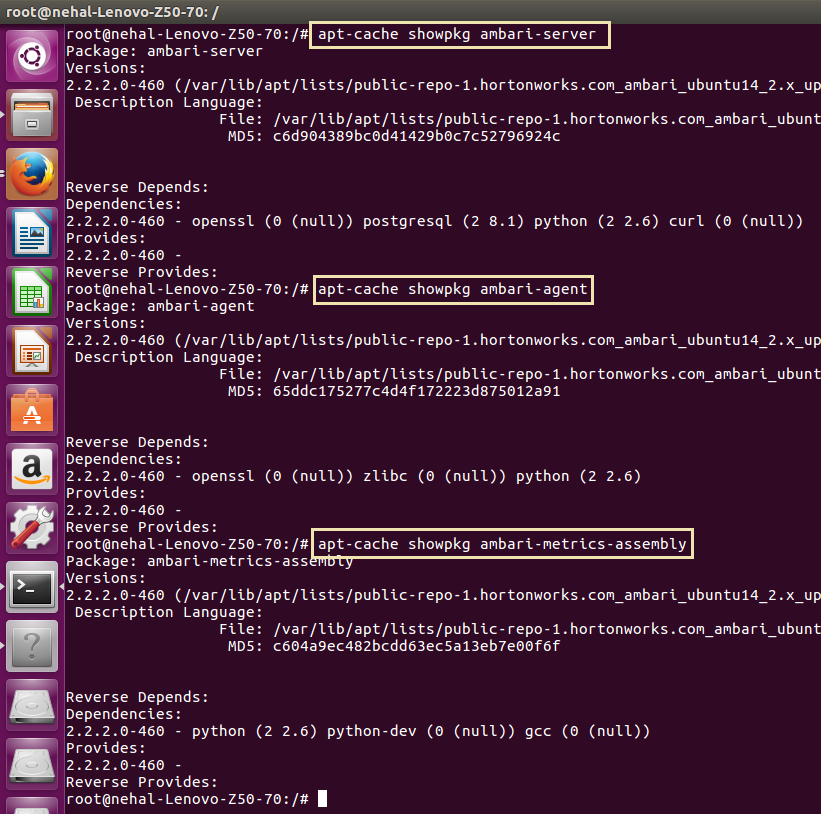 root@nehal-Lenovo-Z50-70: /
root@nehal-Lenovo-Z50-70:/# apt-cache showpkg ambari-server
Package: ambari-server
Versions:
2.2.2.0-460 (/var/lib/apt/lists/public-repo-1.hortonworks.com_ambari_ubuntu14_2.x_up
Description Language:
File: /var/lib/apt/lists/public-repo-1.hortonworks.com_ambari_ubunt
MD5: c6d904389bc0d41429b0c7c52796924c
Reverse Depends:
Dependencies:
2.2.2.0-460 - openssl (0 (null)) postgresql (2 8.1) python (2 2.6) curl (0 (null))
Provides:
2.2.2.0-460 -
Reverse Provides:
root@nehal-Lenovo-Z50-70:/# apt-cache showpkg ambari-agent
Package: ambari-agent
Versions:
2.2.2.0-460 (/var/lib/apt/lists/public-repo-1.hortonworks.com_ambari_ubuntu14_2.x_up
Description Language:
File: /var/lib/apt/lists/public-repo-1.hortonworks.com_ambari_ubunt
MD5: 65ddc175277c4d4f172223d875012a91
Reverse Depends:
Dependencies:
2.2.2.0-460 - openssl (0 (null)) zlibc (0 (null)) python (2 2.6)
Provides:
2.2.2.0-460 -
Reverse Provides:
root@nehal-Lenovo-Z50-70:/# apt-cache showpkg ambari-metrics-assembly
Package: ambari-metrics-assembly
Versions:
2.2.2.0-460 (/var/lib/apt/lists/public-repo-1.hortonworks.com_ambari_ubuntu14_2.x_up
Description Language:
File: /var/lib/apt/lists/public-repo-1.hortonworks.com_ambari_ubunt
MD5: c604a9ec482bcdd63ec5a13eb7e00f6f
Reverse Depends:
Dependencies:
2.2.2.0-460 - python (2 2.6) python-dev (0 (null)) gcc (0 (null))
Provides:
2.2.2.0-460 -
Reverse Provides:
root@nehal-Lenovo-Z50-70:/#